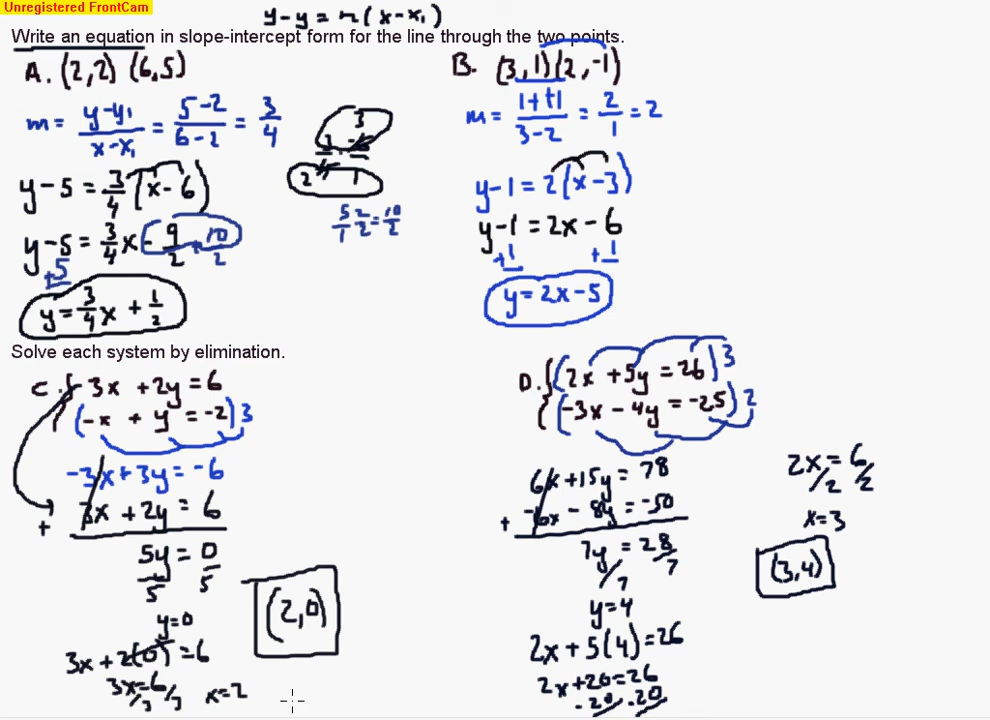 Unregistered FrontCam
y-y = m(x-x₁)
Write an equation in slope-intercept form for the line through the two points.
A. (2,2) (6,5)
m = y-y₁/x-x₁ = 5-2/6-2 = 3/4
y-5 = 3/4(x-6)
y-5 = 3/4x - 9/2 + 10/2
+5
y = 3/4x + 1/2
3
2 1
5/1 2/2 = 10/2
B. (3,1)(2,-1)
m = 1++1/3-2 = 2/1 = 2
y-1 = 2(x-3)
y-1 = 2x-6
+1 +1
y = 2x-5
Solve each system by elimination.
C. { 3x + 2y = 6
(-x + y = -2)3
-3x + 3y = -6
+ 3x + 2y = 6
5y = 0
5 5
y=0
3x + 2(0) = 6
3x=6
/3 /3 x=2
(2,0)
D. {(2x + 5y = 26)3
{(-3x - 4y = -25)2
6x + 15y = 78
+ -6x - 8y = -50
7y = 28
/7 /7
y=4
2x + 5(4) = 26
2x+20=26
-20 -20
2x = 6
/2 /2
x=3
(3,4)